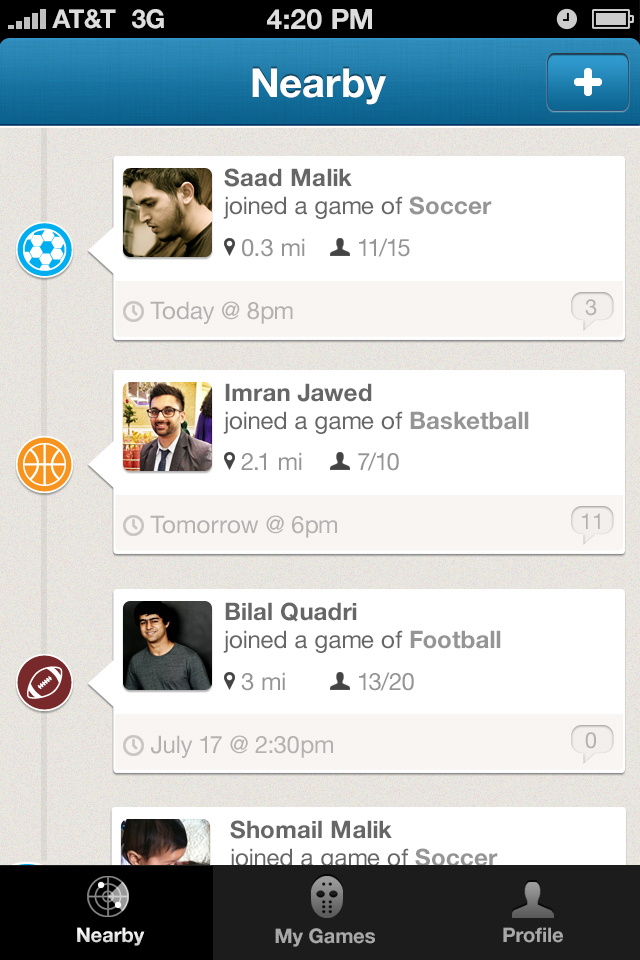 AT&T 3G 4:20 PM
Nearby
Saad Malik
joined a game of Soccer
0.3 mi 11/15
Today @ 8pm 3
Imran Jawed
joined a game of Basketball
2.1 mi 7/10
Tomorrow @ 6pm 11
Bilal Quadri
joined a game of Football
3 mi 13/20
July 17 @ 2:30pm 0
Shomail Malik
joined a game of Soccer
Nearby My Games Profile